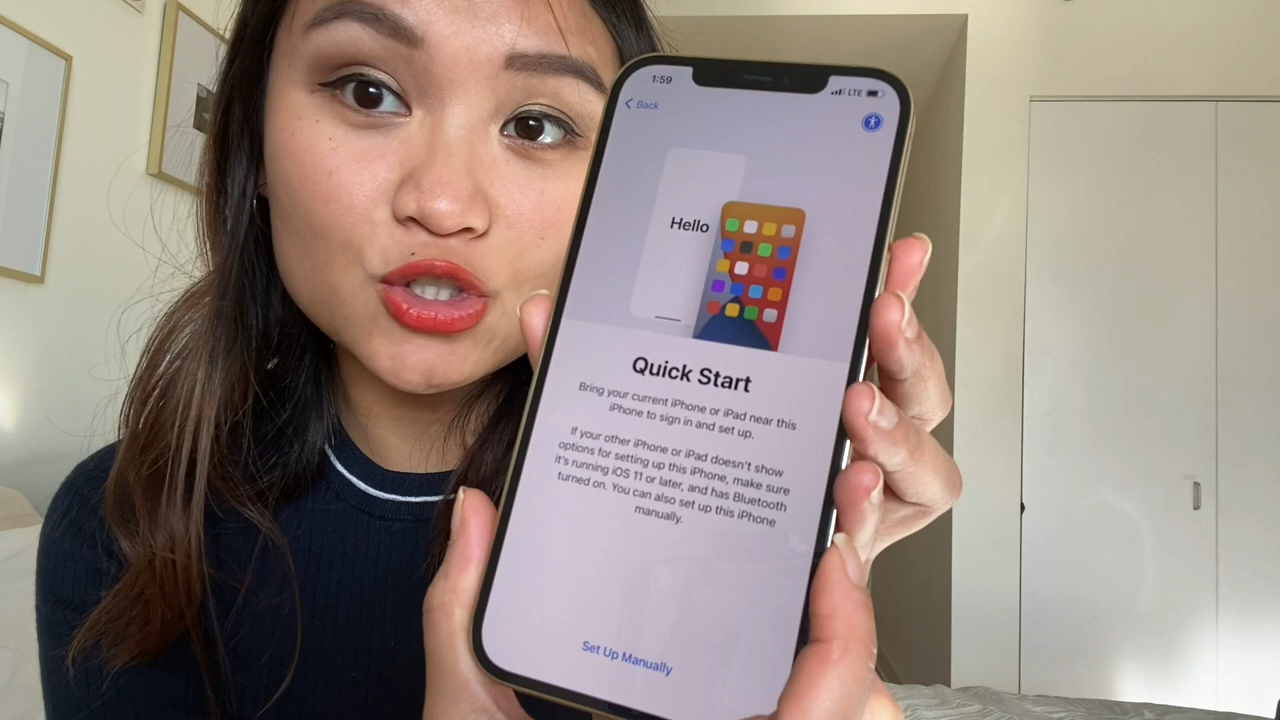 1:59
LTE
Back
Hello
Quick Start
Bring your current iPhone or iPad near this
iPhone to sign in and set up.
If your other iPhone or iPad doesn't show
options for setting up this iPhone, make sure
it's running iOS 11 or later, and has Bluetooth
turned on. You can also set up this iPhone
manually.
Set Up Manually